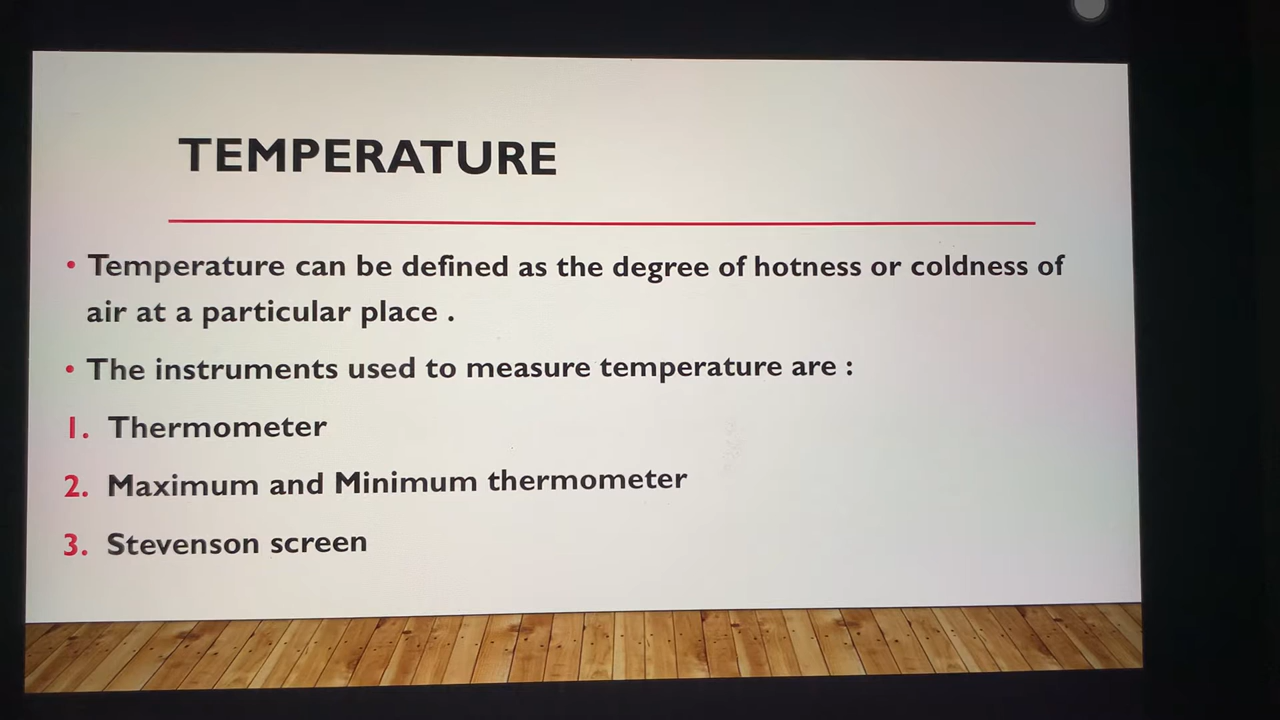 TEMPERATURE
• Temperature can be defined as the degree of hotness or coldness of
air at a particular place .
• The instruments used to measure temperature are :
1. Thermometer
2. Maximum and Minimum thermometer
3. Stevenson screen